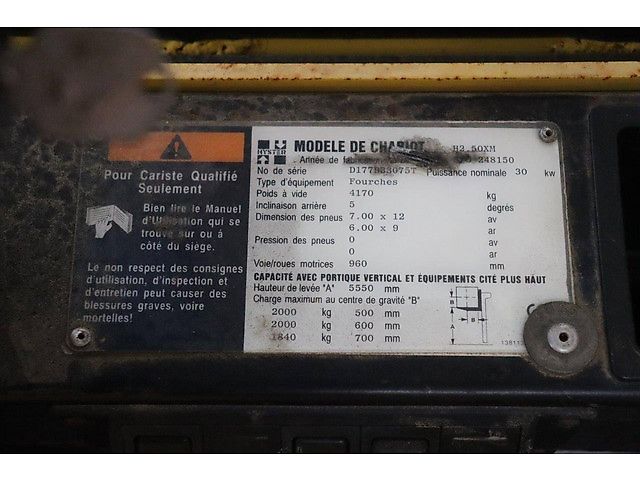 Pour Cariste Qualifié
Seulement
Bien lire le Manuel
d'Utilisation qui se
trouve sur ou à
côté du siège.
Le non respect des consignes
d'utilisation, d'inspection et
d'entretien peut causer des
blessures graves, voire
mortelles!
HYSTER
MODELE DE CHARIOT H2.50XM
Année de 248150
No de série D177B33075T Puissance nominale 30 kw
Type d'équipement Fourches
Poids à vide 4170 kg
Inclinaison arrière 5 degrés
Dimension des pneus 7.00 x 12 av
6.00 x 9 ar
Pression des pneus 0 av
0 ar
Voie/roues motrices 960 mm
CAPACITÉ AVEC PORTIQUE VERTICAL ET ÉQUIPEMENTS CITÉ PLUS HAUT
Hauteur de levée "A" 5550 mm
Charge maximum au centre de gravité "B"
2000 kg 500 mm
2000 kg 600 mm
1840 kg 700 mm
B
A
B